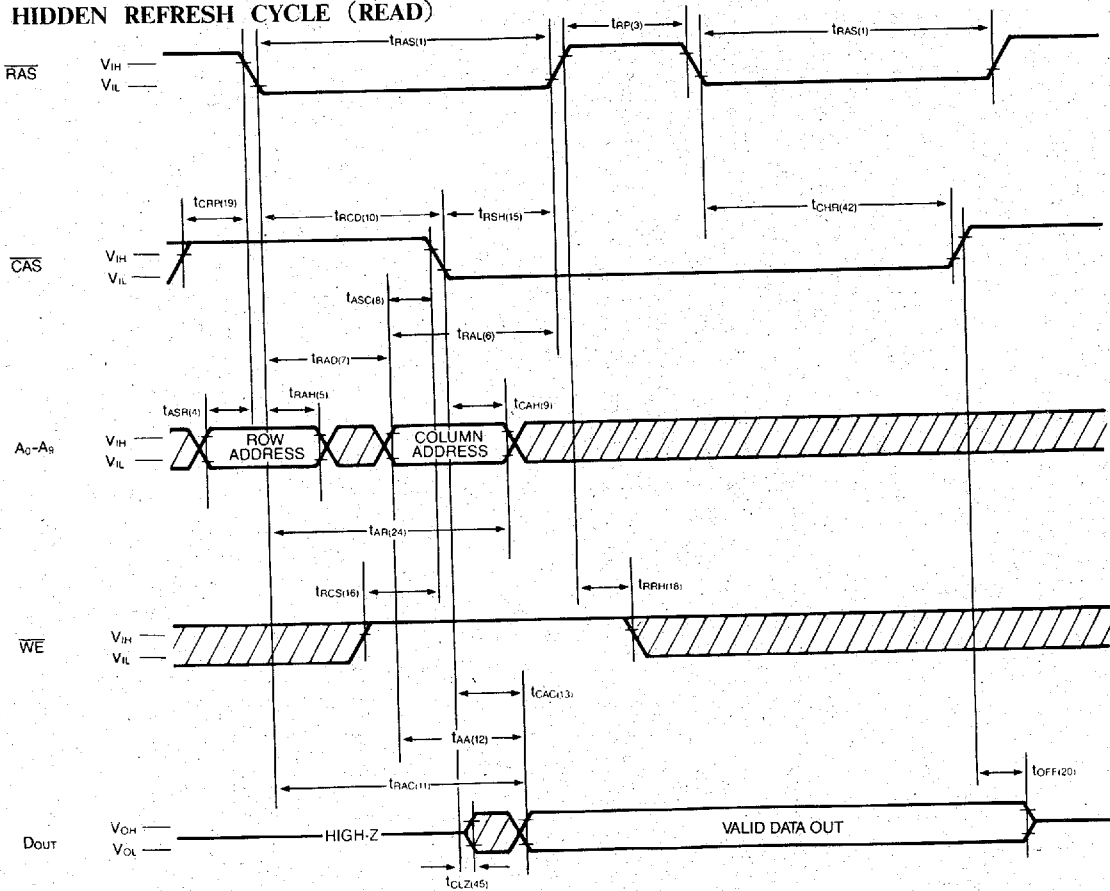 HIDDEN REFRESH CYCLE (READ)
tRAS(1) tRP(3) tRAS(1)
RAS VIH
VIL
tCRP(19) tRCD(10) tRSH(15) tCHR(42)
CAS VIH
VIL
tASC(8)
tRAL(6)
tRAD(7)
tASR(4) tRAH(5) tCAH(9)
A0-A9 VIH
VIL
ROW ADDRESS
COLUMN ADDRESS
tAR(24)
tRCS(16) tRRH(18)
WE VIH
VIL
tCAC(13)
tAA(12)
tRAC(11) tOFF(20)
DOUT VOH
VOL
HIGH-Z VALID DATA OUT
tCLZ(45)